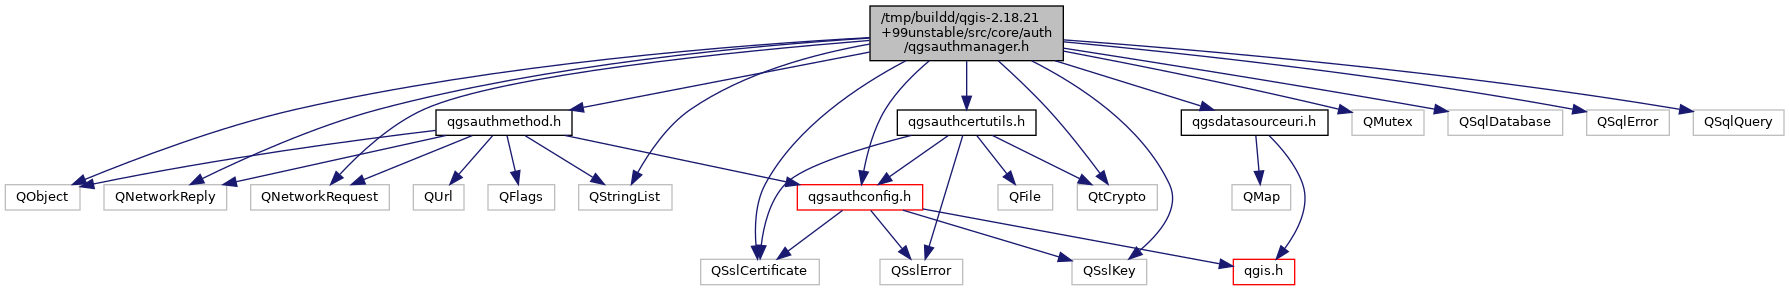 /tmp/buildd/qgis-2.18.21
+99unstable/src/core/auth
/qgsauthmanager.h
qgsauthmethod.h
qgsauthcertutils.h
qgsdatasourceuri.h
QMutex
QSqlDatabase
QSqlError
QSqlQuery
QObject
QNetworkReply
QNetworkRequest
QUrl
QFlags
QStringList
qgsauthconfig.h
QFile
QtCrypto
QMap
QSslCertificate
QSslError
QSslKey
qgis.h